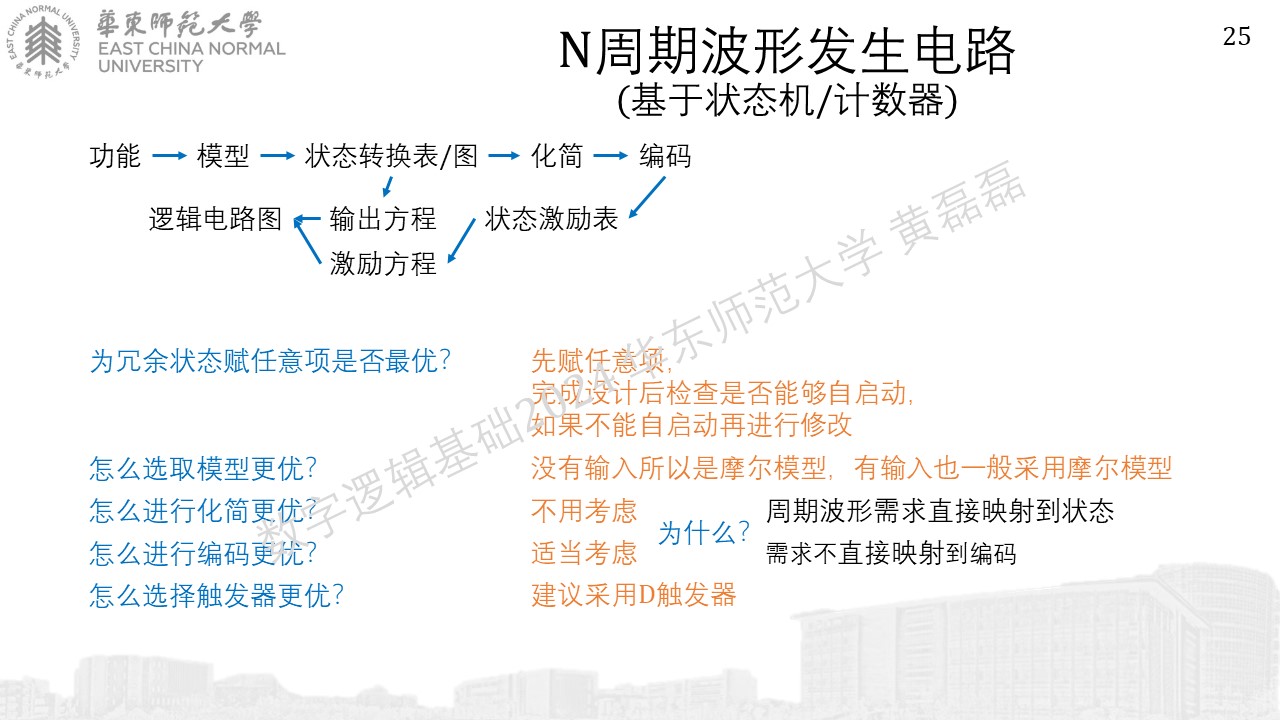 華東師范大學
EAST CHINA NORMAL
UNIVERSITY
EAST CHINA NORMAL UNIVERSITY
華東師范大學
25
N周期波形发生电路
(基于状态机/计数器)
功能 模型 状态转换表/图 化简 编码
逻辑电路图 输出方程 状态激励表
激励方程
为冗余状态赋任意项是否最优? 先赋任意项,
完成设计后检查是否能够自启动,
如果不能自启动再进行修改
怎么选取模型更优? 没有输入所以是摩尔模型,有输入也一般采用摩尔模型
怎么进行化简更优? 不用考虑 周期波形需求直接映射到状态
为什么?
怎么进行编码更优? 适当考虑 需求不直接映射到编码
怎么选择触发器更优? 建议采用D触发器
数字逻辑基础2024 华东师范大学 黄磊磊